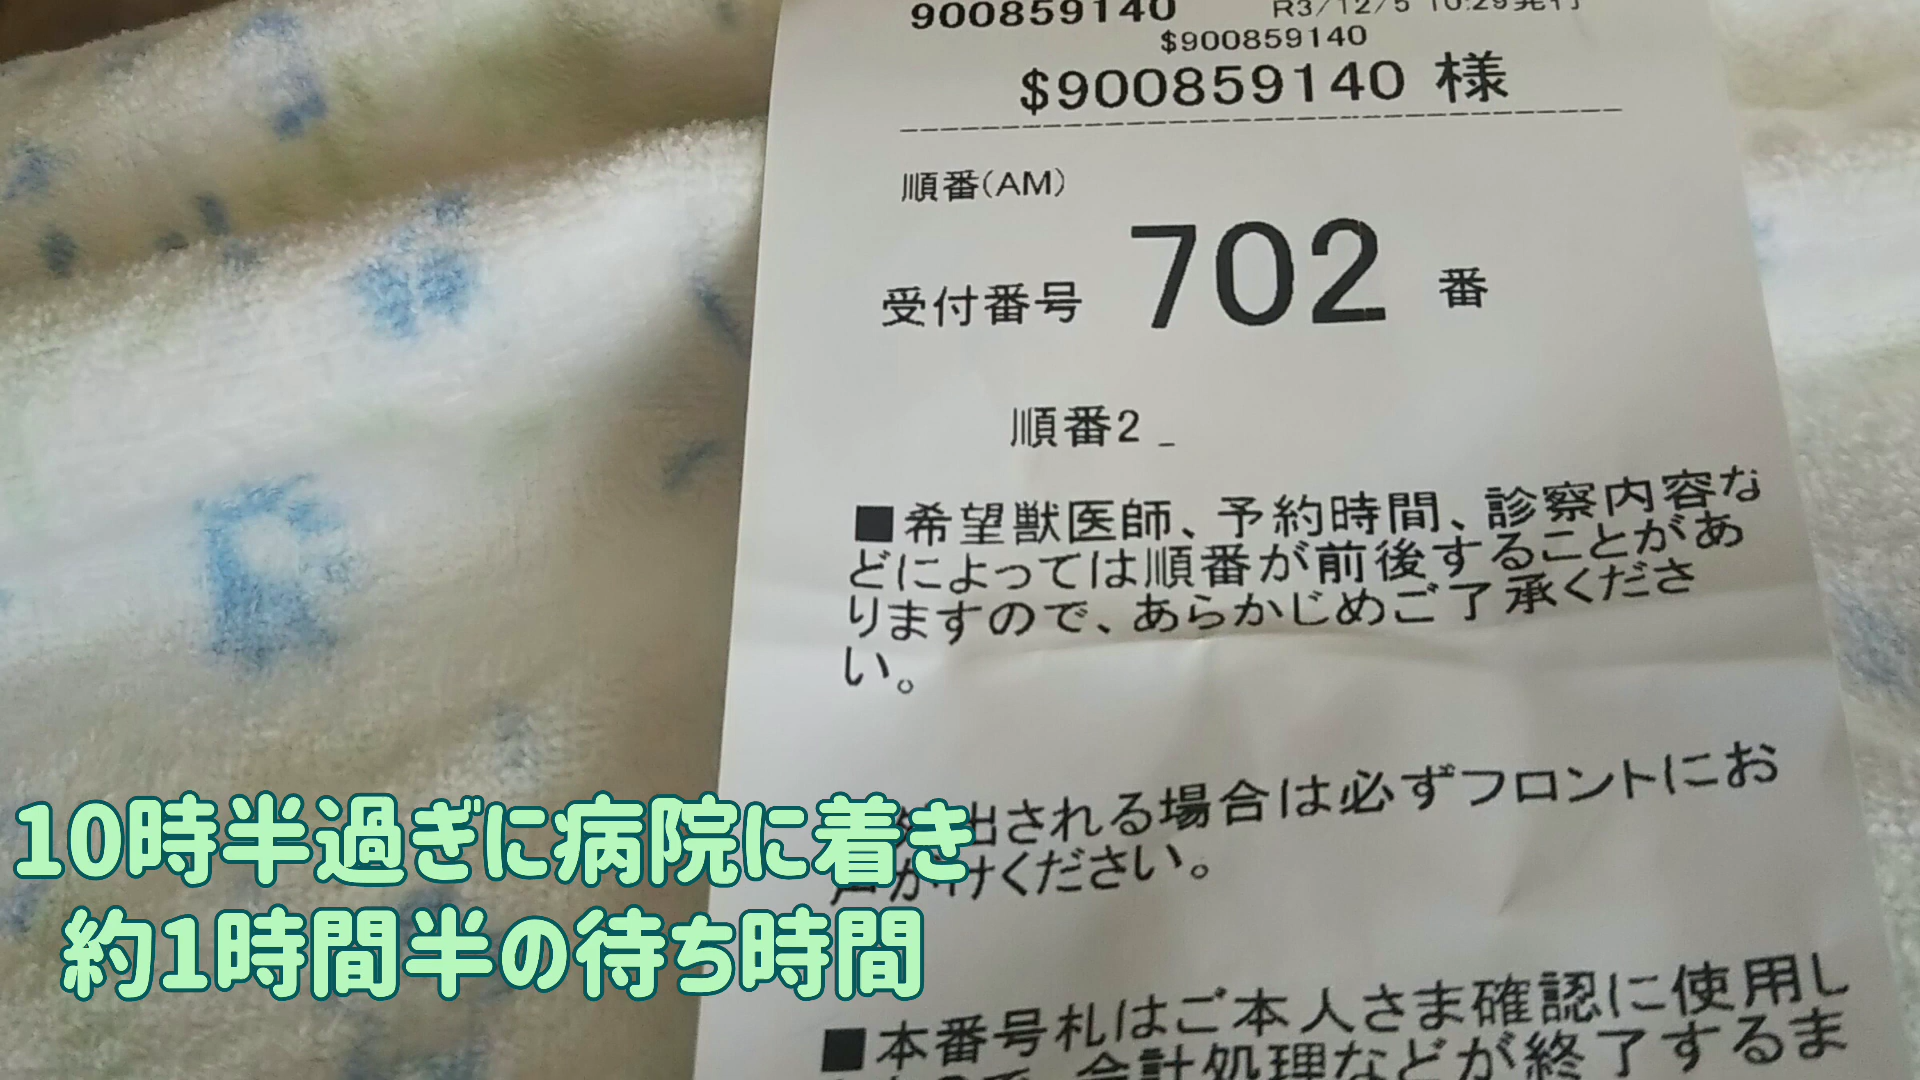 900859140 R3/12/5 10:29発行
$900859140
$900859140 様
順番(AM)
受付番号 702 番
順番2 _
■希望獣医師、予約時間、診察内容な
どによっては順番が前後することがあ
りますので、あらかじめご了承くださ
い。
出される場合は必ずフロントにお
声がけください。
■本番号札はご本人さま確認に使用し
会計処理などが終了するま
10時半過ぎに病院に着き
約1時間半の待ち時間